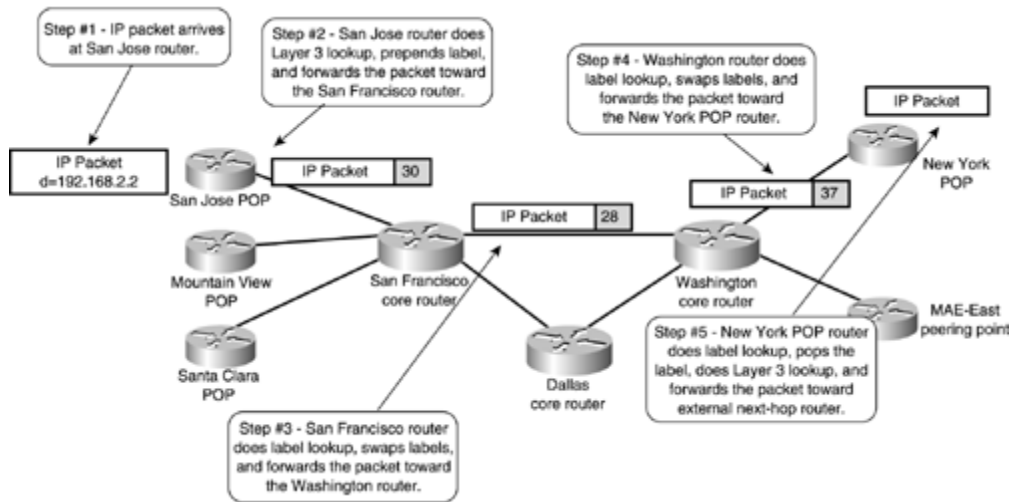 Step #1 - IP packet arrives
at San Jose router.
Step #2 - San Jose router does
Layer 3 lookup, prepends label,
and forwards the packet toward
the San Francisco router.
Step #4 - Washington router does
label lookup, swaps labels, and
forwards the packet toward
the New York POP router.
IP Packet
IP Packet
d=192.168.2.2
San Jose POP
IP Packet 30
New York
POP
IP Packet 28
IP Packet 37
Mountain View
POP
San Francisco
core router
Washington
core router
MAE-East
peering point
Santa Clara
POP
Dallas
core router
Step #5 - New York POP router
does label lookup, pops the
label, does Layer 3 lookup, and
forwards the packet toward
external next-hop router.
Step #3 - San Francisco router
does label lookup, swaps labels,
and forwards the packet toward
the Washington router.